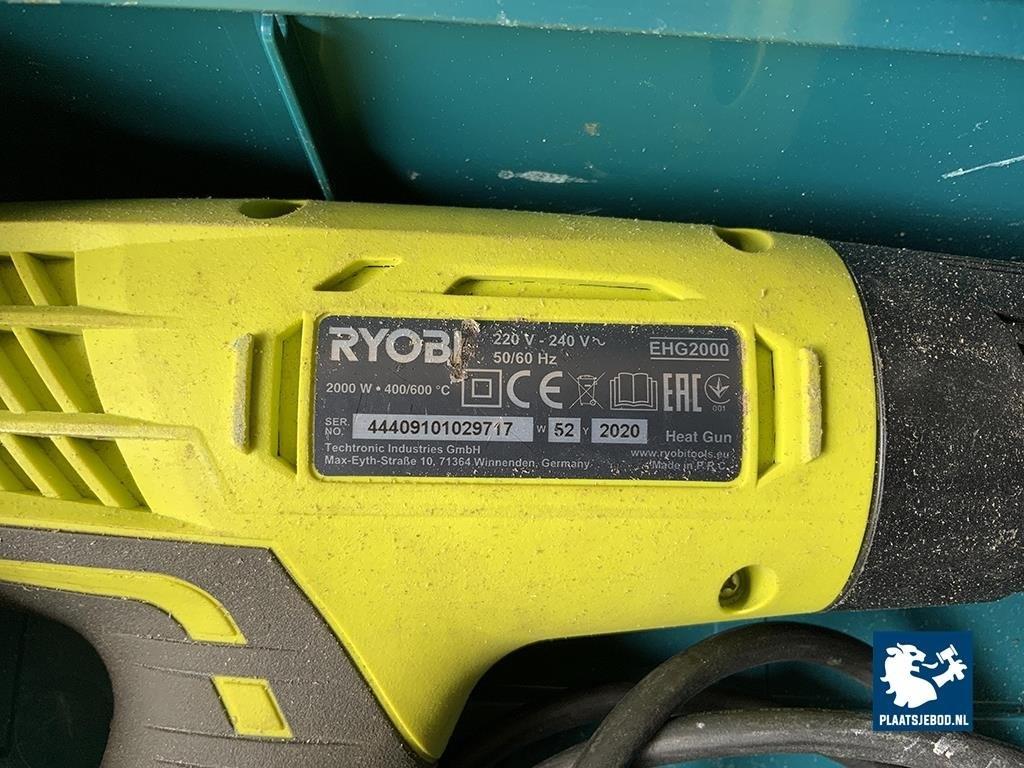 RYOBI
220 V - 240 V~
50/60 Hz
EHG2000
2000 W • 400/600 °C
CE
EAC
001
SER. NO. 44409101029717 W 52 Y 2020 Heat Gun
Techtronic Industries GmbH
Max-Eyth-Straße 10, 71364 Winnenden, Germany
www.ryobitools.eu
Made in P.R.C.
PLAATSJEBOD.NL